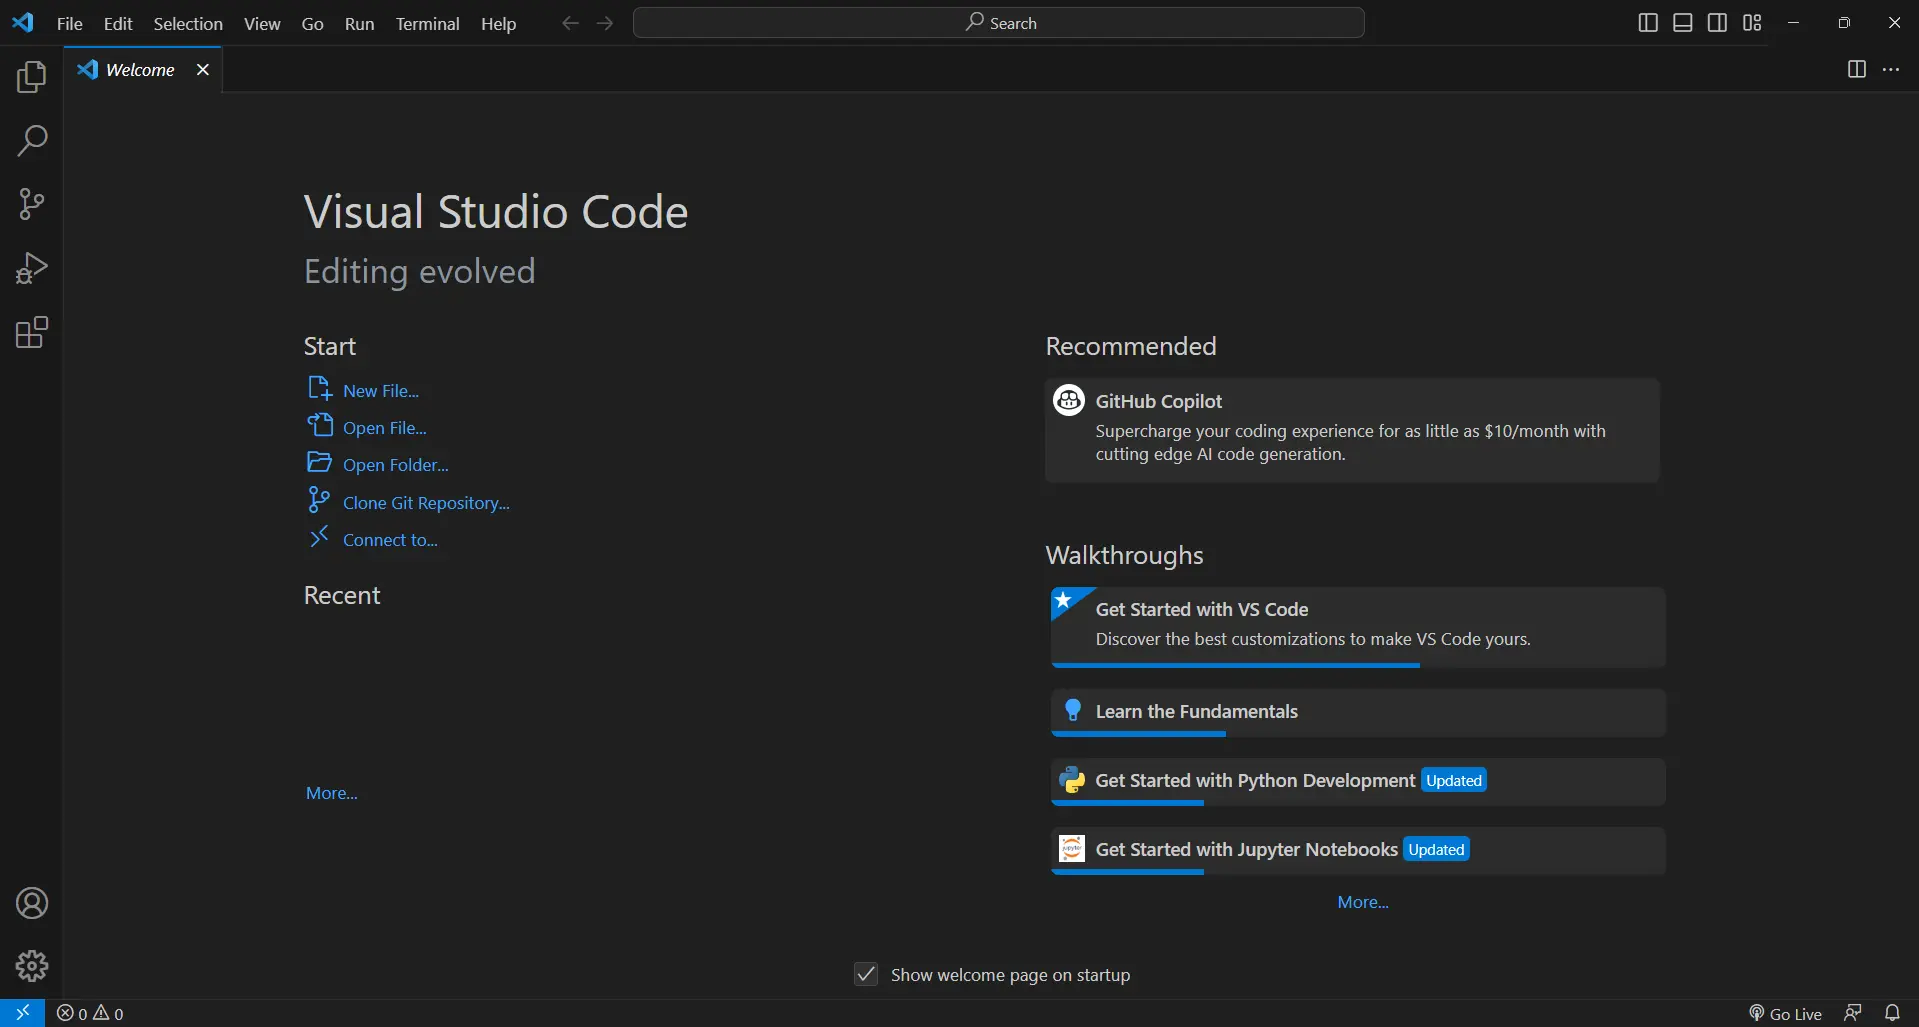 File Edit Selection View Go Run Terminal Help
Search
Welcome
Visual Studio Code
Editing evolved
Start
New File...
Open File...
Open Folder...
Clone Git Repository...
Connect to...
Recent
More...
Recommended
GitHub Copilot
Supercharge your coding experience for as little as $10/month with
cutting edge AI code generation.
Walkthroughs
Get Started with VS Code
Discover the best customizations to make VS Code yours.
Learn the Fundamentals
Get Started with Python Development Updated
Get Started with Jupyter Notebooks Updated
More...
Show welcome page on startup
0 0
Go Live